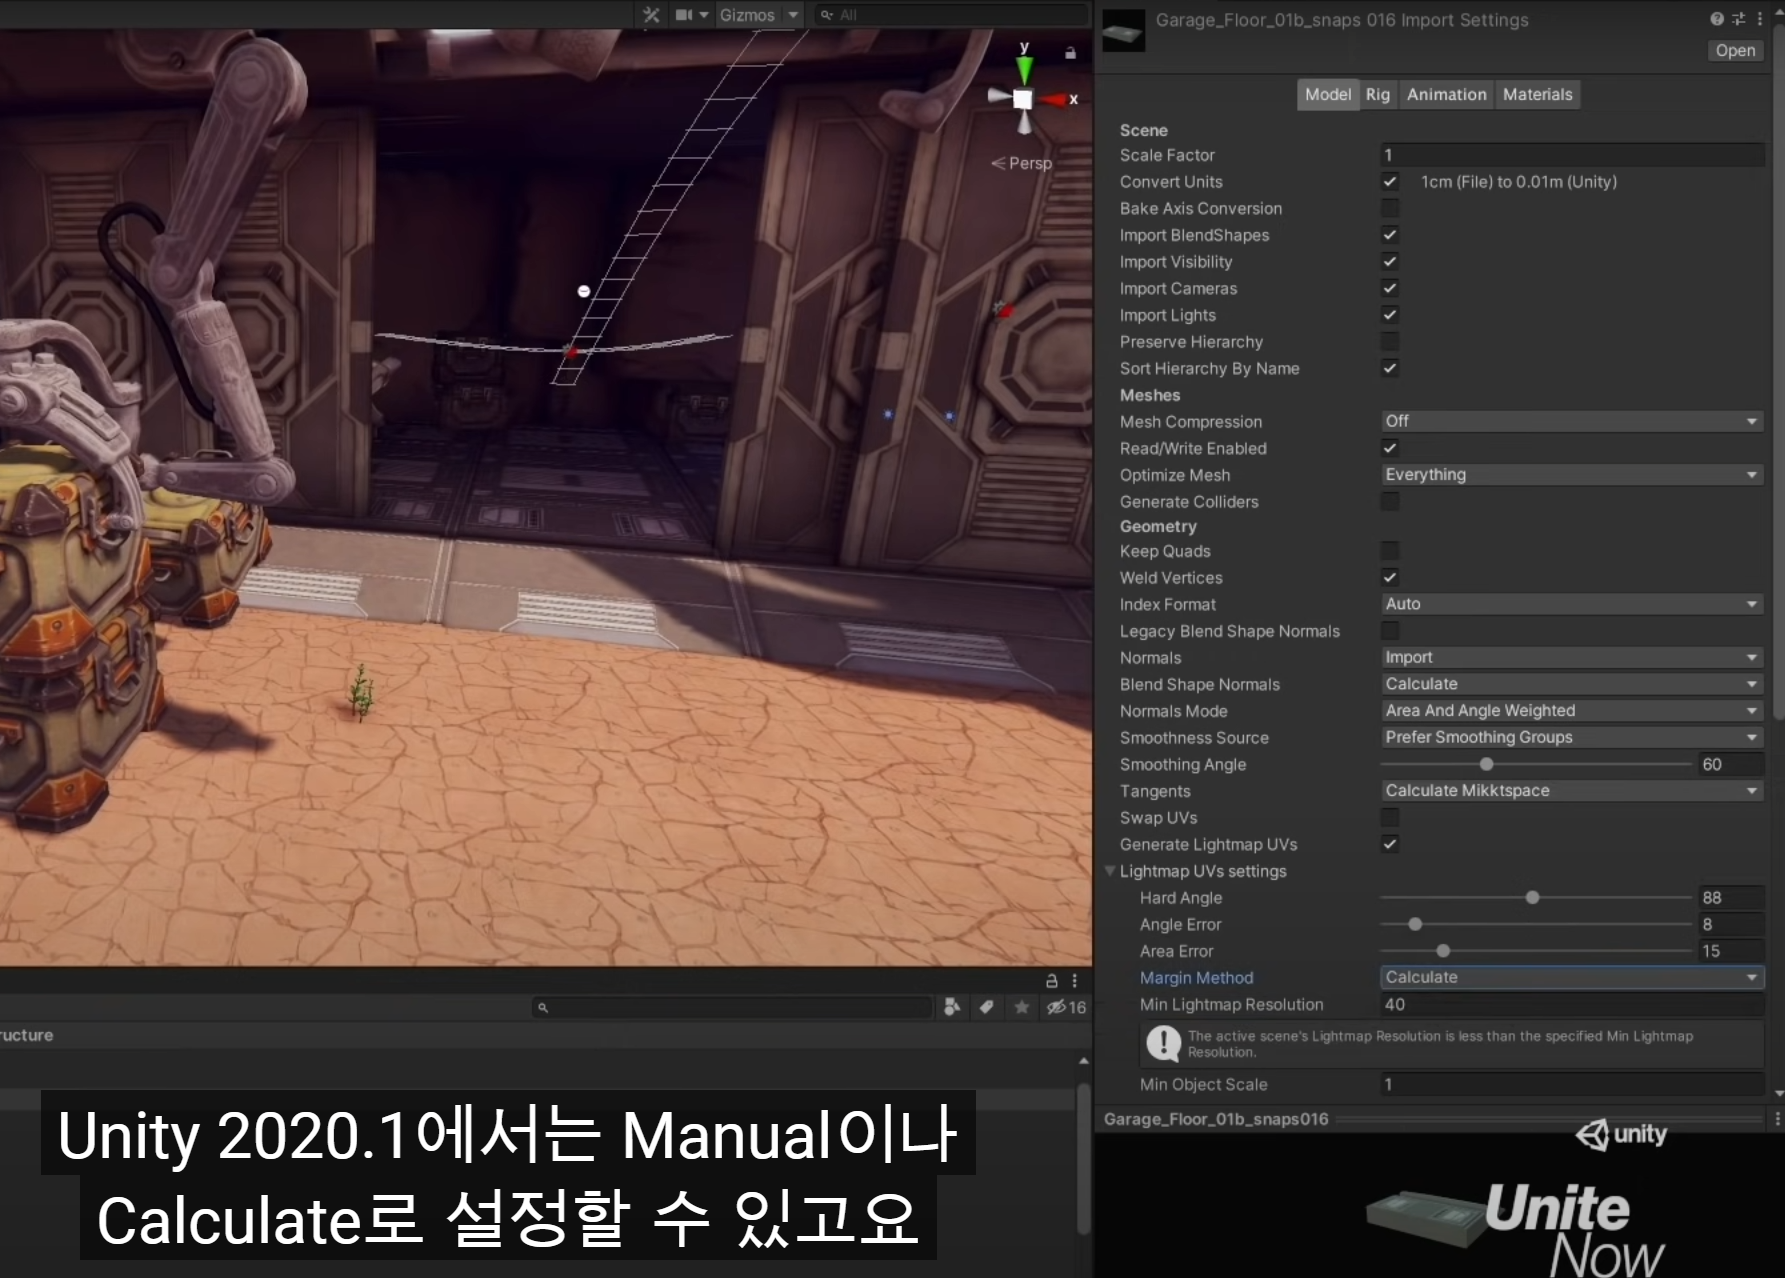 Gizmos
All
Garage_Floor_01b_snaps 016 Import Settings
Open
y
x
Persp
Model Rig Animation Materials
Scene
Scale Factor 1
Convert Units 1cm (File) to 0.01m (Unity)
Bake Axis Conversion
Import BlendShapes
Import Visibility
Import Cameras
Import Lights
Preserve Hierarchy
Sort Hierarchy By Name
Meshes
Mesh Compression Off
Read/Write Enabled
Optimize Mesh Everything
Generate Colliders
Geometry
Keep Quads
Weld Vertices
Index Format Auto
Legacy Blend Shape Normals
Normals Import
Blend Shape Normals Calculate
Normals Mode Area And Angle Weighted
Smoothness Source Prefer Smoothing Groups
Smoothing Angle 60
Tangents Calculate Mikktspace
Swap UVs
Generate Lightmap UVs
Lightmap UVs settings
Hard Angle 88
Angle Error 8
Area Error 15
Margin Method Calculate
Min Lightmap Resolution 40
The active scene's Lightmap Resolution is less than the specified Min Lightmap
Resolution.
Min Object Scale 1
Garage_Floor_01b_snaps016
16
ructure
Unity 2020.1에서는 Manual이나
Calculate로 설정할 수 있고요
unity
Unite
Now